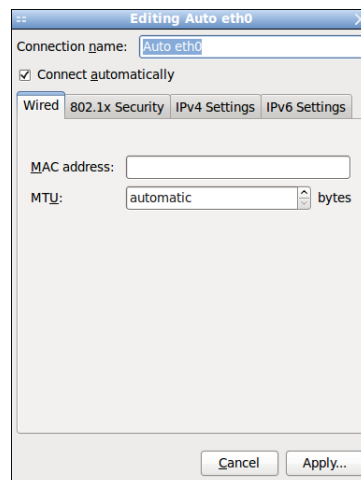 Editing Auto eth0
Connection name: Auto eth0
Connect automatically
Wired 802.1x Security IPv4 Settings IPv6 Settings
MAC address:
MTU: automatic bytes
Cancel Apply...